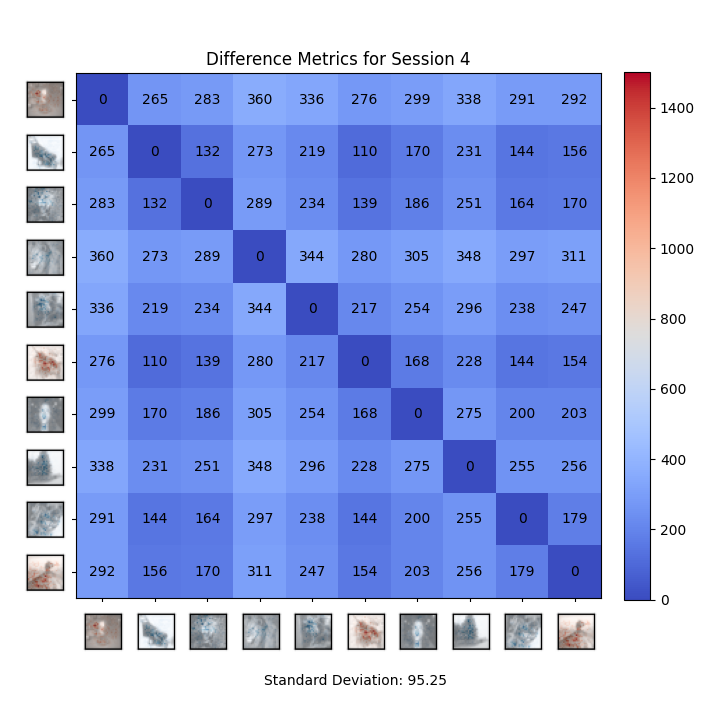 Difference Metrics for Session 4
0 265 283 360 336 276 299 338 291 292
265 0 132 273 219 110 170 231 144 156
283 132 0 289 234 139 186 251 164 170
360 273 289 0 344 280 305 348 297 311
336 219 234 344 0 217 254 296 238 247
276 110 139 280 217 0 168 228 144 154
299 170 186 305 254 168 0 275 200 203
338 231 251 348 296 228 275 0 255 256
291 144 164 297 238 144 200 255 0 179
292 156 170 311 247 154 203 256 179 0
1400
1200
1000
800
600
400
200
0
Standard Deviation: 95.25